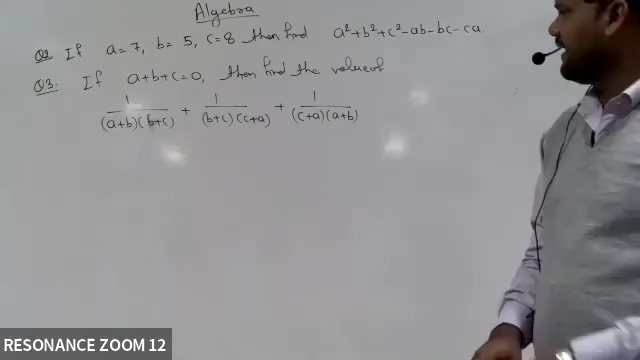 Algebra
Q2 If a=7, b=5, c=8 then find a²+b²+c²-ab-bc-ca
Q3. If a+b+c=0, then find the value of
1/(a+b)(b+c) + 1/(b+c)(c+a) + 1/(c+a)(a+b)
RESONANCE ZOOM 12